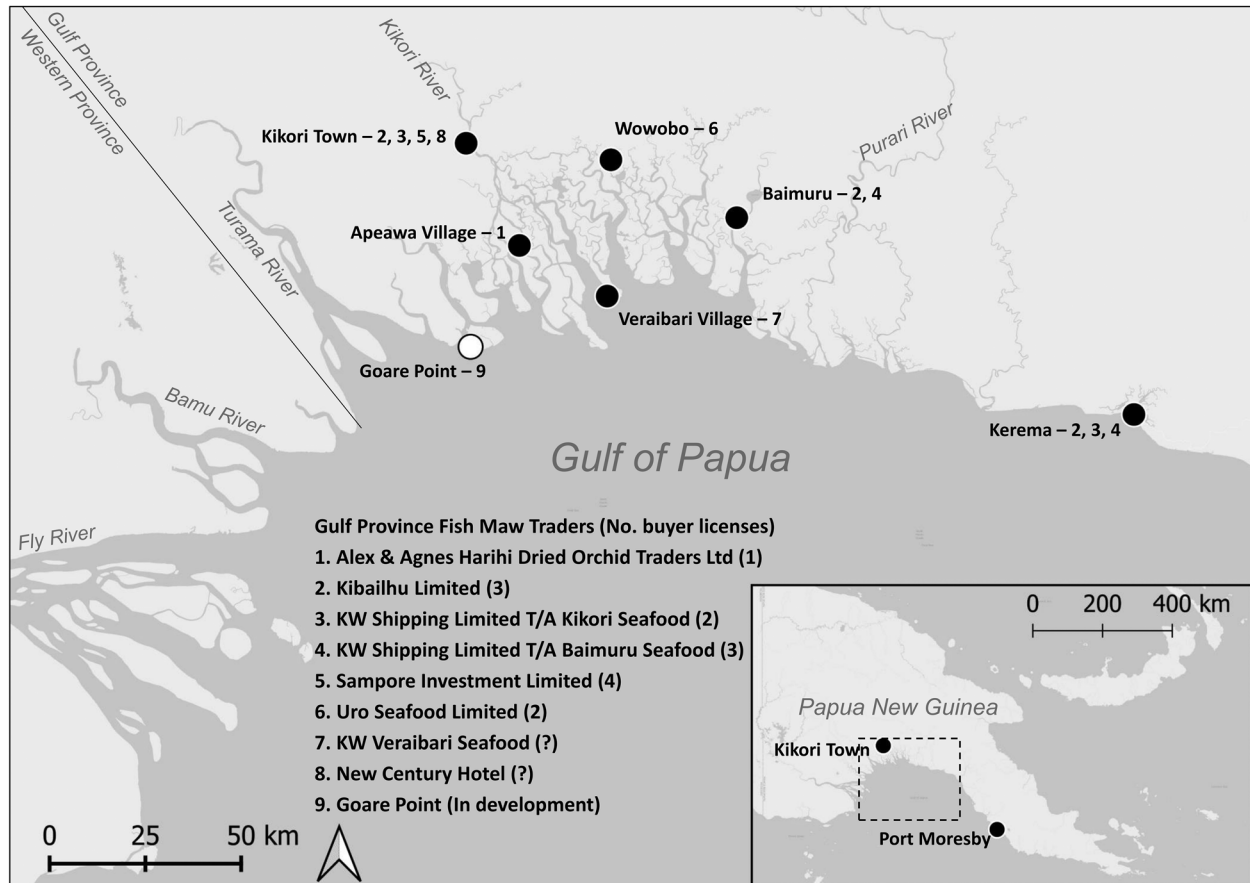 Gulf Province
Western Province
Kikori River
Kikori Town – 2, 3, 5, 8
Wowobo – 6
Purari River
Baimuru – 2, 4
Turama River
Apeawa Village – 1
Veraibari Village – 7
Goare Point – 9
Bamu River
Kerema – 2, 3, 4
Gulf of Papua
Fly River
Gulf Province Fish Maw Traders (No. buyer licenses)
1. Alex & Agnes Harihi Dried Orchid Traders Ltd (1)
2. Kibailhu Limited (3)
3. KW Shipping Limited T/A Kikori Seafood (2)
4. KW Shipping Limited T/A Baimuru Seafood (3)
5. Sampore Investment Limited (4)
6. Uro Seafood Limited (2)
7. KW Veraibari Seafood (?)
8. New Century Hotel (?)
9. Goare Point (In development)
0 25 50 km
0 200 400 km
Papua New Guinea
Kikori Town
Port Moresby